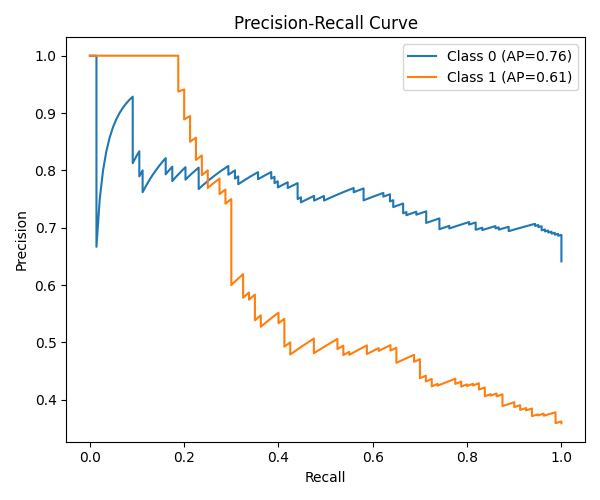 Precision-Recall Curve
Class 0 (AP=0.76)
Class 1 (AP=0.61)
Precision
1.0
0.9
0.8
0.7
0.6
0.5
0.4
0.0 0.2 0.4 0.6 0.8 1.0
Recall